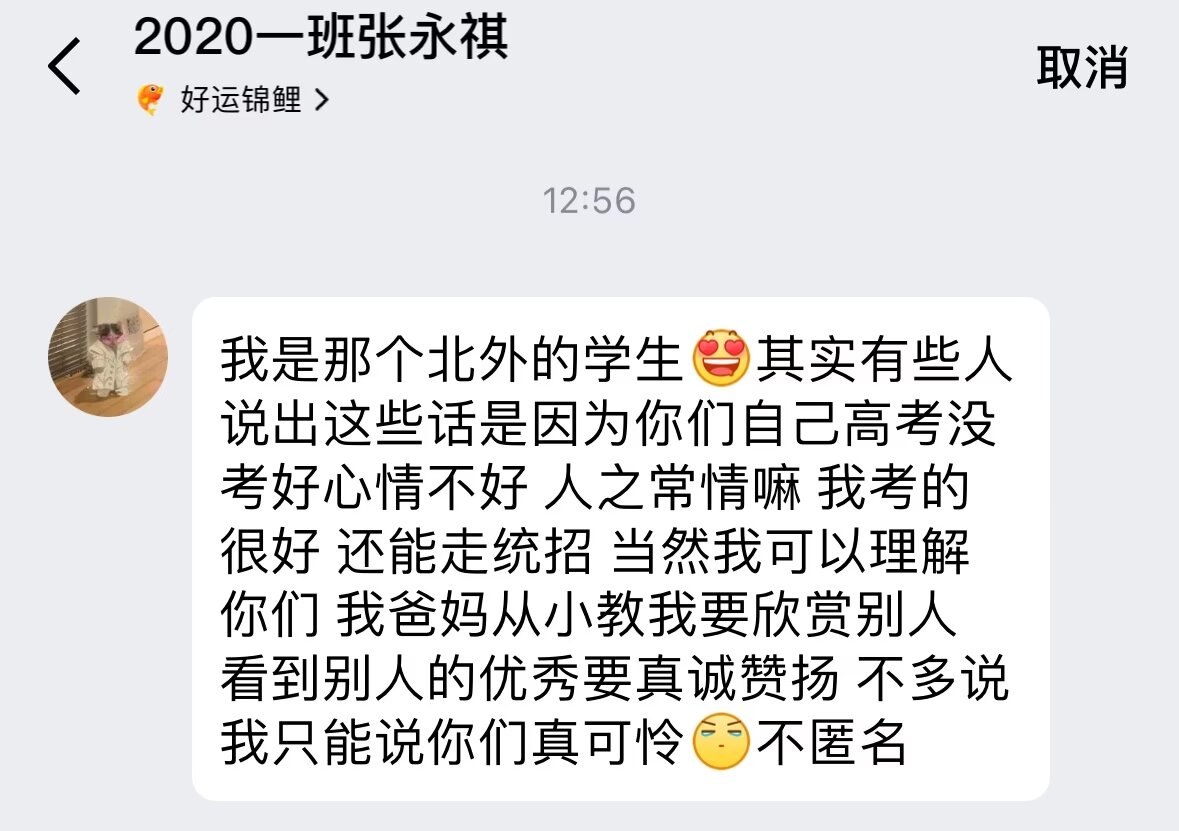 2020一班张永祺
取消
好运锦鲤
12:56
我是那个北外的学生😍其实有些人
说出这些话是因为你们自己高考没
考好心情不好 人之常情嘛 我考的
很好 还能走统招 当然我可以理解
你们 我爸妈从小教我要欣赏别人
看到别人的优秀要真诚赞扬 不多说
我只能说你们真可怜😑不匿名